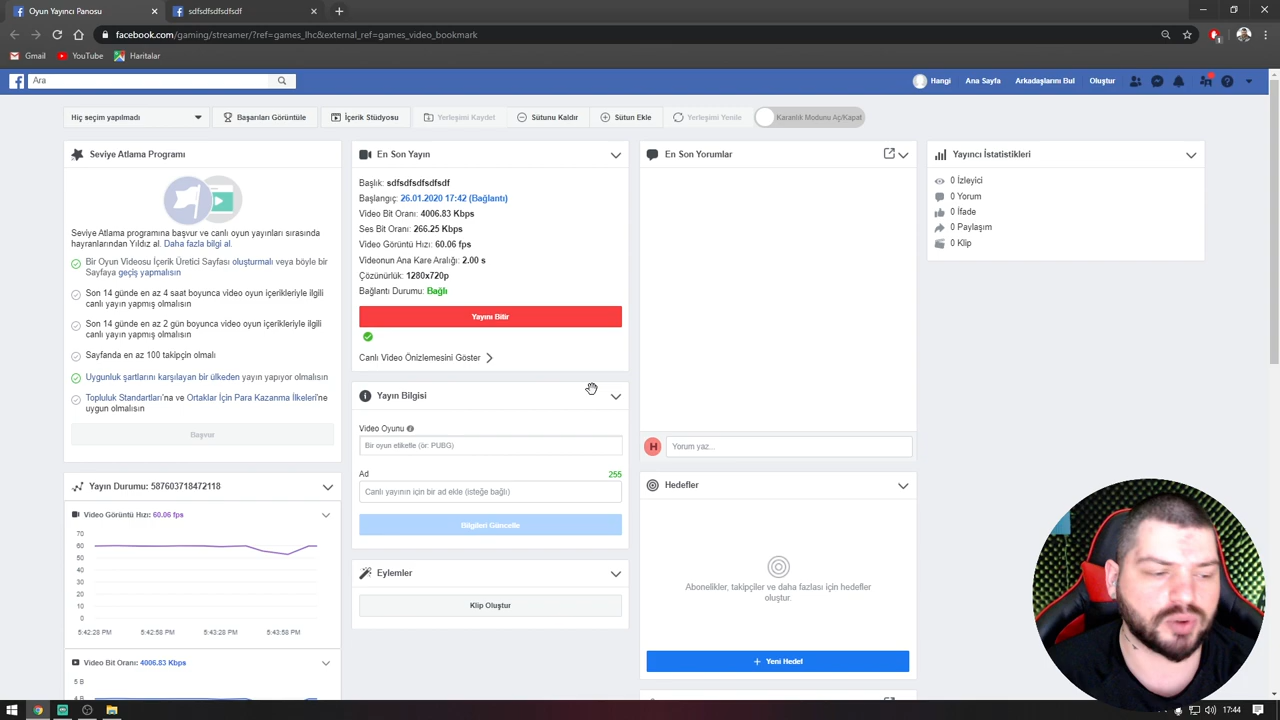 Oyun Yayıncı Paneli
sdvdfsdfsdsdf
facebook.com/gaming/streamer/?ref=games_lhc&external_ref=games_video_bookmark
Gmail
YouTube
Haritalar
Ara
Hangi
Ana Sayfa
Arkadaşlarını Bul
Oluştur
Hiç seçim yapılmadı
Başarıları Görüntüle
İçerik Stüdyosu
Yerleşimi Kaydet
Sütunu Kaldır
Sütun Ekle
Yerleşimi Yenile
Karanlık Modunu Aç/Kapat
Seviye Atlama Programı
Seviye Atlama programına başvur ve canlı oyun yayınları sırasında
hayranlarından Yıldız al. Daha fazla bilgi al.
Bir Oyun Videosu İçerik Üretici Sayfası oluşturmalı veya böyle bir
Sayfaya geçiş yapmalısın
Son 14 günde en az 4 saat boyunca video oyun içerikleriyle ilgili
canlı yayın yapmış olmalısın
Son 14 günde en az 2 gün boyunca video oyun içerikleriyle ilgili
canlı yayın yapmış olmalısın
Sayfanda en az 100 takipçin olmalı
Uygunluk şartlarını karşılayan bir ülkeden yayın yapıyor olmalısın
Topluluk Standartları'na ve Ortaklar İçin Para Kazanma İlkeleri'ne
uygun olmalısın
Başvur
Yayın Durumu: 587603718472118
Video Görüntü Hızı: 60.06 fps
70
60
50
40
30
20
10
0
5:42:28 PM
5:42:58 PM
5:43:28 PM
5:43:58 PM
Video Bit Oranı: 4006.83 Kbps
5 B
4 B
En Son Yayın
Başlık: sdfsdfsdfsdfsdf
Başlangıç: 26.01.2020 17:42 (Bağlantı)
Video Bit Oranı: 4006.83 Kbps
Ses Bit Oranı: 266.25 Kbps
Video Görüntü Hızı: 60.06 fps
Videonun Ana Kare Aralığı: 2.00 s
Çözünürlük: 1280x720p
Bağlantı Durumu: Bağlı
Yayını Bitir
Canlı Video Önizlemesini Göster
Yayın Bilgisi
Video Oyunu
Bir oyun etiketle (ör: PUBG)
Ad
255
Canlı yayının için bir ad ekle (isteğe bağlı)
Bilgileri Güncelle
Eylemler
Klip Oluştur
En Son Yorumlar
H
Yorum yaz...
Hedefler
Abonelikler, takipçiler ve daha fazlası için hedefler
oluştur.
+ Yeni Hedef
Yayıncı İstatistikleri
0 İzleyici
0 Yorum
0 İfade
0 Paylaşım
0 Klip
17:44